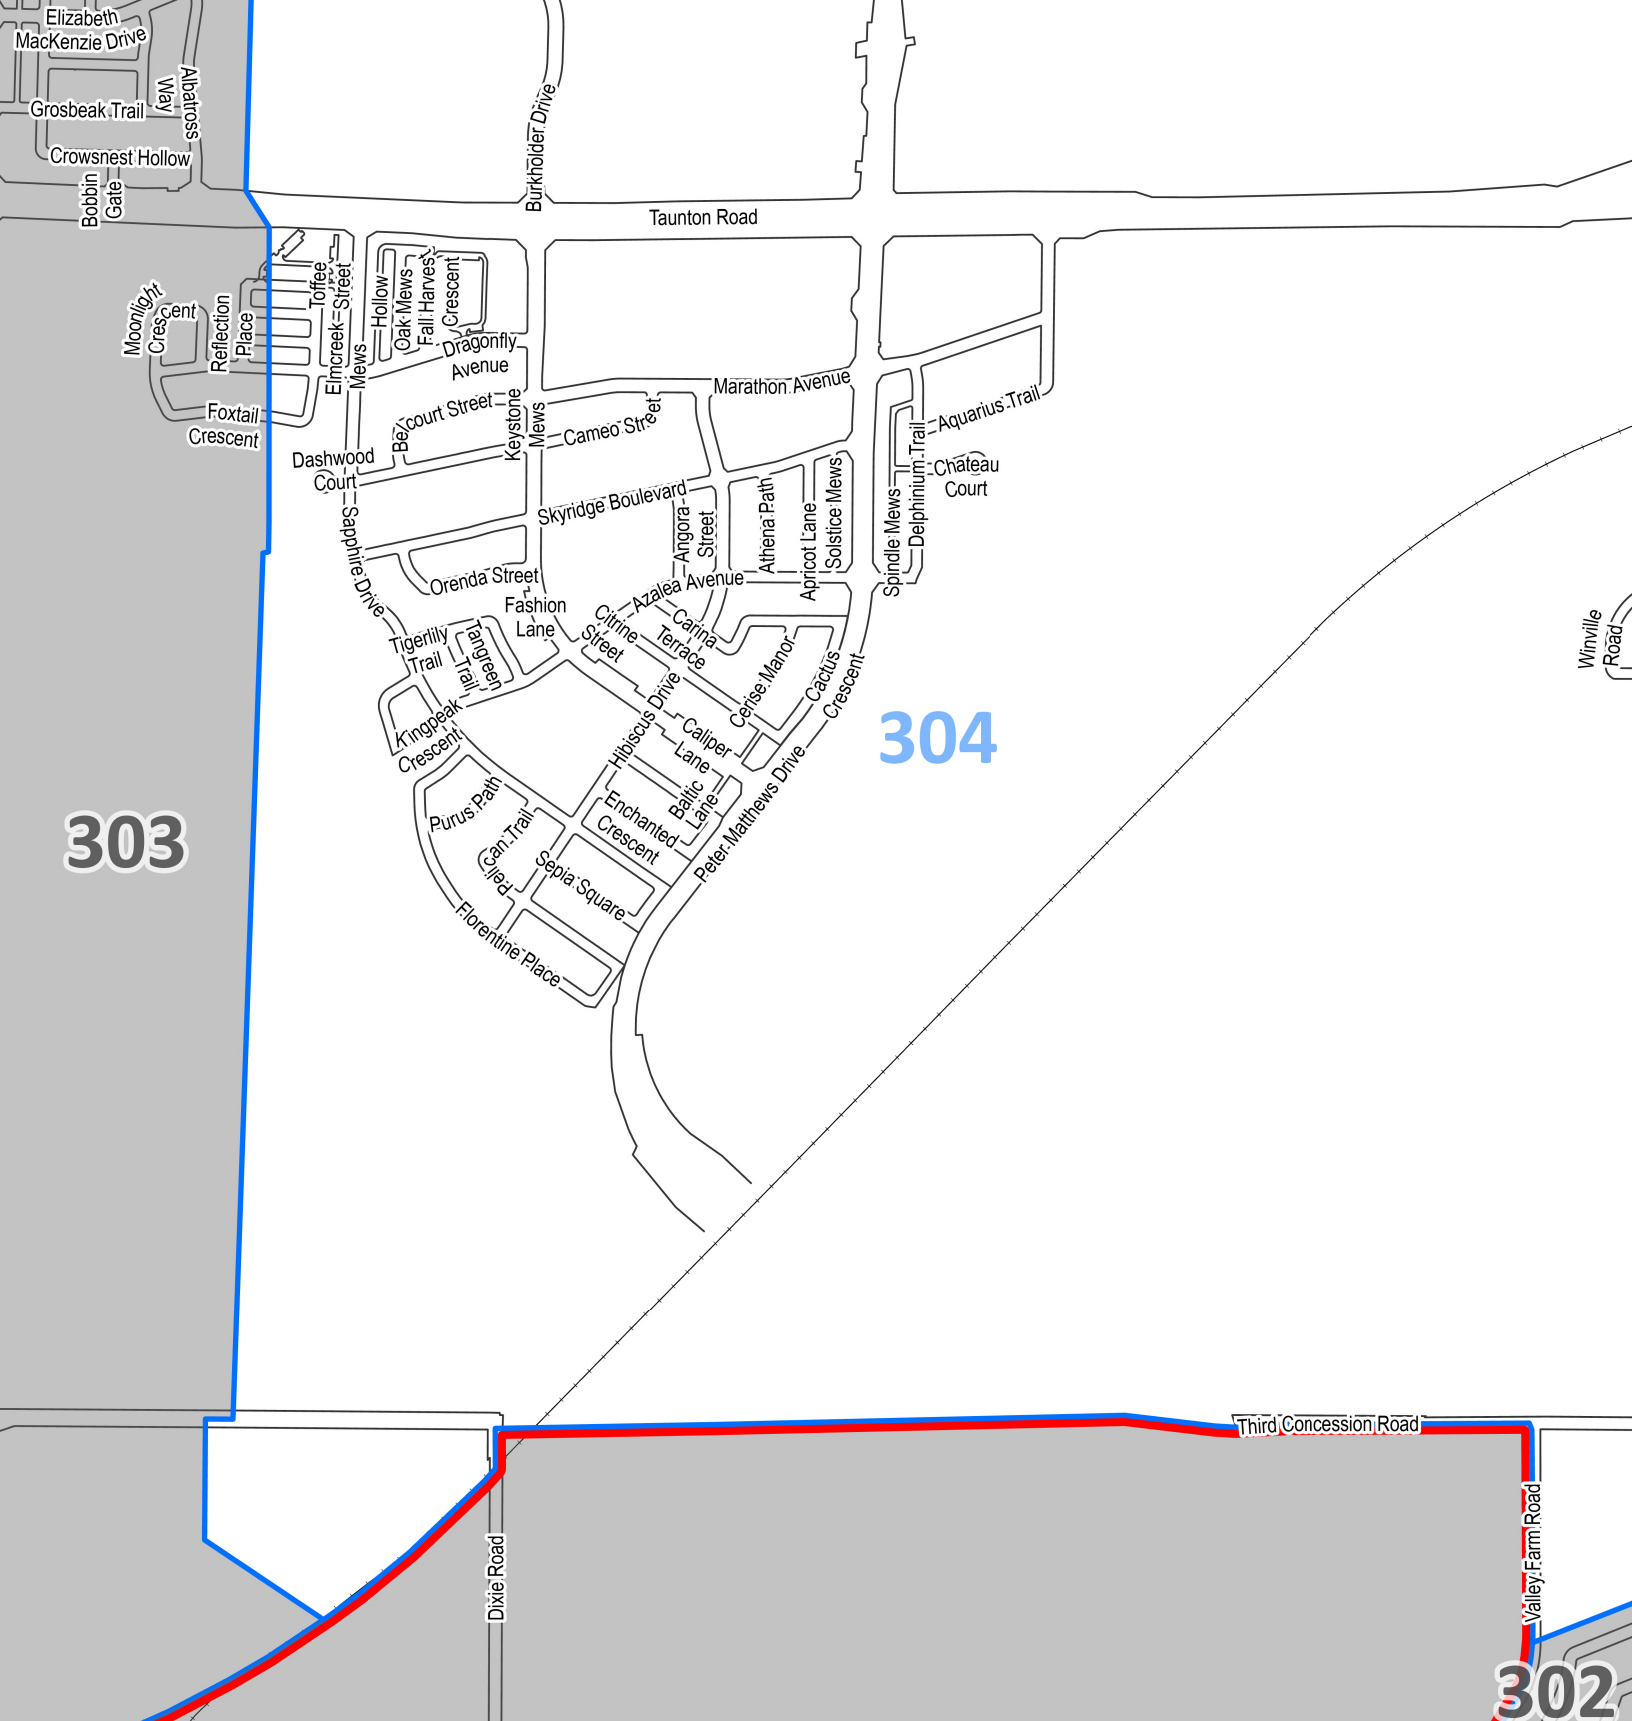 Elizabeth
MacKenzie Drive
Albatross
Way
Grosbeak Trail
Crowsnest Hollow
Bobbin
Gate
Burkholder Drive
Taunton Road
Moonlight
Crescent
Reflection
Place
Toffee
Street
Elmcreek
Mews
Hollow
Oak Mews
Fall Harves
Crescent
Dragonfly
Avenue
Foxtail
Crescent
Marathon Avenue
Belcourt Street
Keystone
Mews
Cameo Street
Aquarius Trail
Dashwood
Court
Chateau
Court
Skyridge Boulevard
Angora
Street
Athena Path
Apricot Lane
Solstice Mews
Spindle Mews
Delphinium Trail
Sapphire Drive
Orenda Street
Azalea Avenue
Fashion
Lane
Citrine
Street
Carina
Terrace
Tigerlily
Trail
Tangreen
Trail
Winville
Road
Cerise Manor
Cactus
Crescent
Kingpeak
Crescent
Hibiscus Drive
Caliper
Lane
304
Purus Path
Baltic
Lane
Enchanted
Crescent
Peter Matthews Drive
303
Pelican Trail
Sepia Square
Florentine Place
Third Concession Road
Dixie Road
Valley Farm Road
302